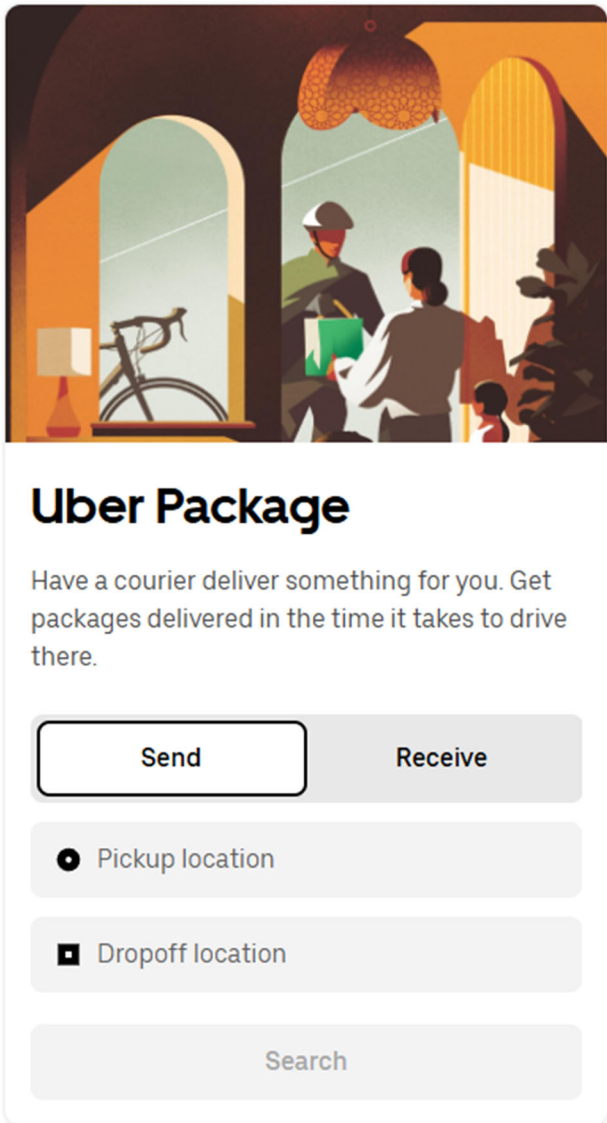 Uber Package
Have a courier deliver something for you. Get
packages delivered in the time it takes to drive
there.
Send
Receive
Pickup location
Dropoff location
Search